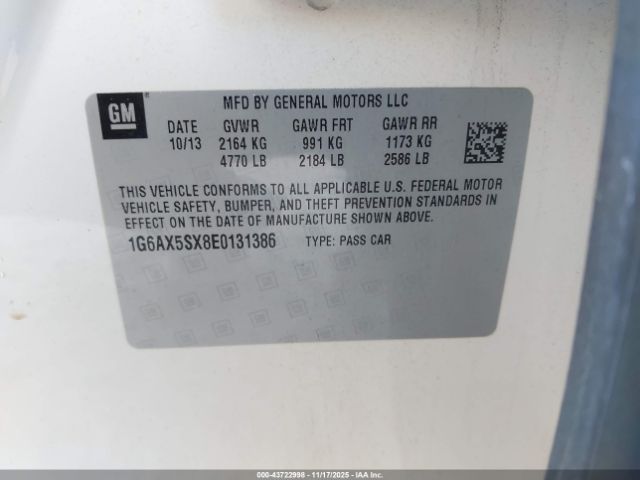 GM
MFD BY GENERAL MOTORS LLC
DATE GVWR GAWR FRT GAWR RR
10/13 2164 KG 991 KG 1173 KG
4770 LB 2184 LB 2586 LB
THIS VEHICLE CONFORMS TO ALL APPLICABLE U.S. FEDERAL MOTOR
VEHICLE SAFETY, BUMPER, AND THEFT PREVENTION STANDARDS IN
EFFECT ON THE DATE OF MANUFACTURE SHOWN ABOVE.
1G6AX5SX8E0131386 TYPE: PASS CAR
000-43722998 - 11/17/2025 - IAA Inc.